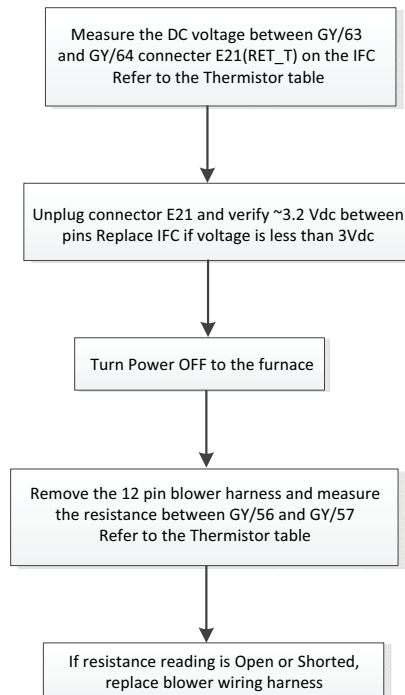 Measure the DC voltage between GY/63
and GY/64 connecter E21(RET_T) on the IFC
Refer to the Thermistor table
Unplug connector E21 and verify ~3.2 Vdc between
pins Replace IFC if voltage is less than 3Vdc
Turn Power OFF to the furnace
Remove the 12 pin blower harness and measure
the resistance between GY/56 and GY/57
Refer to the Thermistor table
If resistance reading is Open or Shorted,
replace blower wiring harness